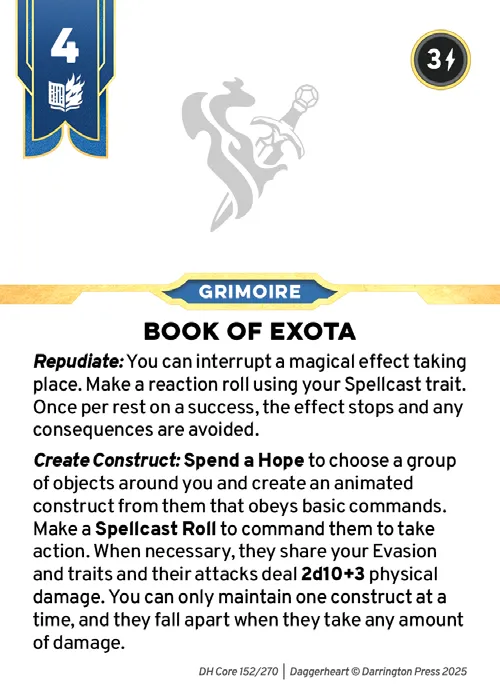 4
3
GRIMOIRE
BOOK OF EXOTA
Repudiate: You can interrupt a magical effect taking
place. Make a reaction roll using your Spellcast trait.
Once per rest on a success, the effect stops and any
consequences are avoided.
Create Construct: Spend a Hope to choose a group
of objects around you and create an animated
construct from them that obeys basic commands.
Make a Spellcast Roll to command them to take
action. When necessary, they share your Evasion
and traits and their attacks deal 2d10+3 physical
damage. You can only maintain one construct at a
time, and they fall apart when they take any amount
of damage.
DH Core 152/270 | Daggerheart © Darrington Press 2025